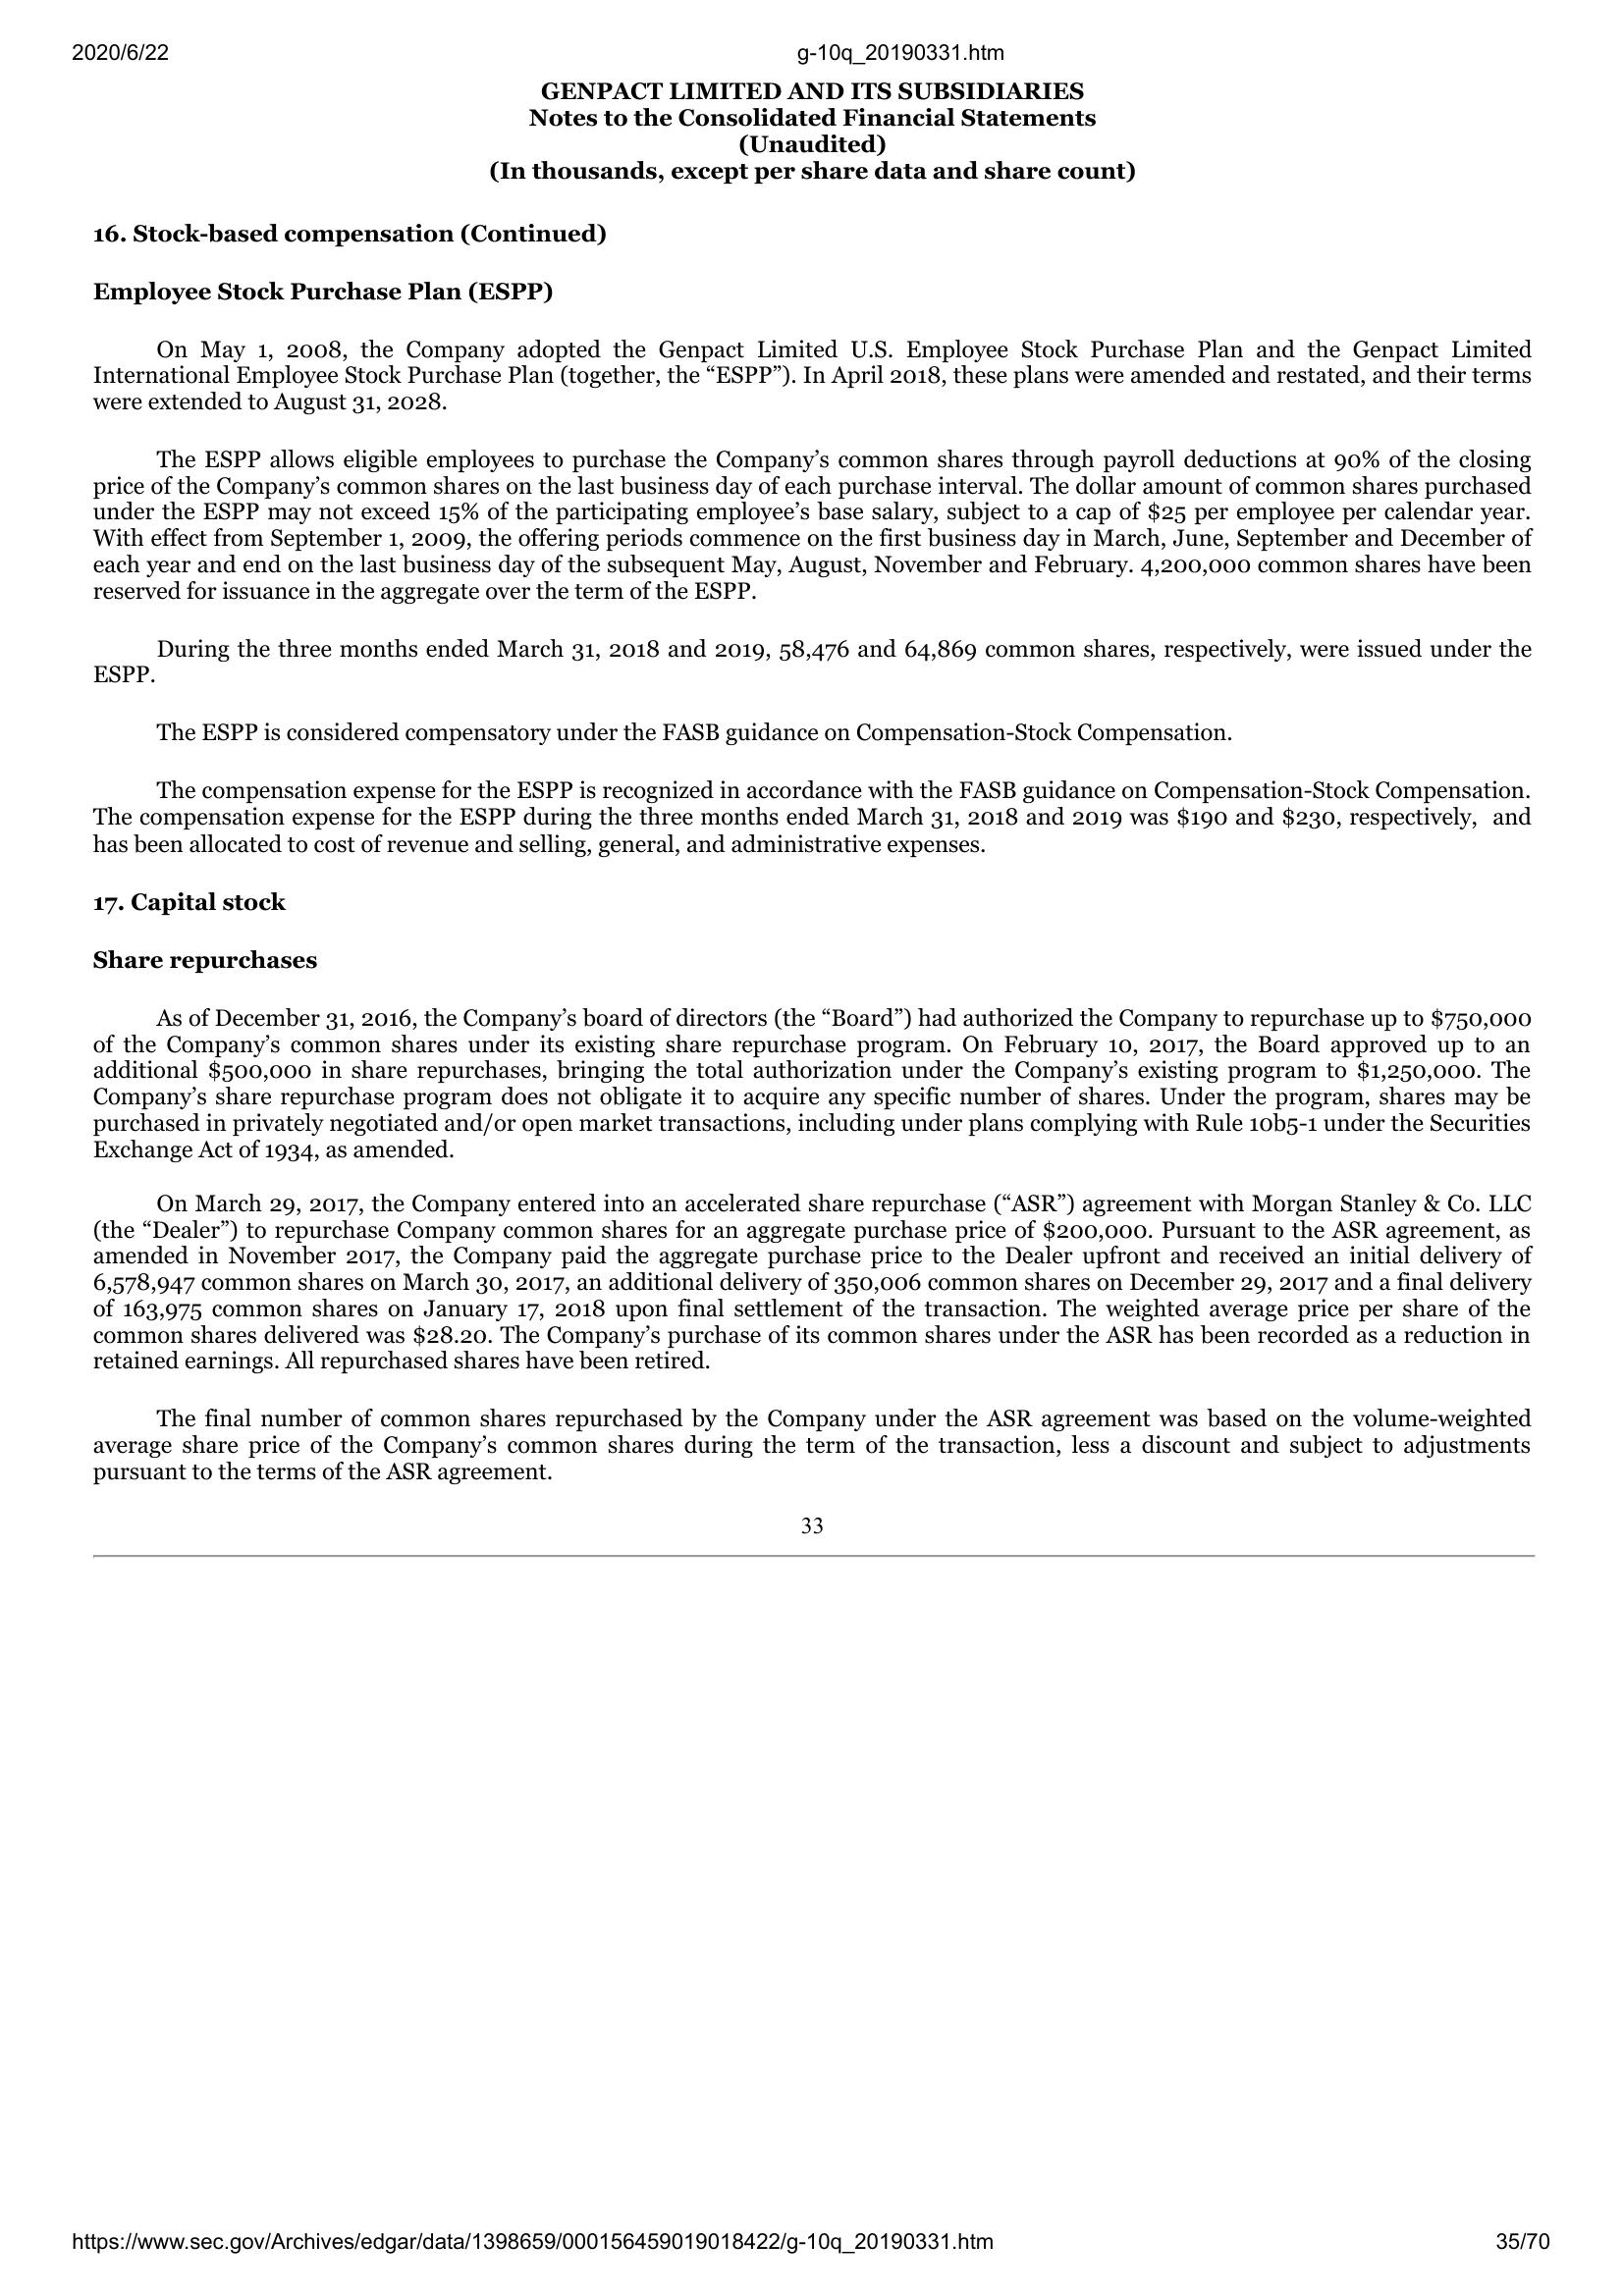 2020/6/22 g-10q_20190331.htm
GENPACT LIMITED AND ITS SUBSIDIARIES
Notes to the Consolidated Financial Statements
(Unaudited)
(In thousands, except per share data and share count)
16. Stock-based compensation (Continued)
Employee Stock Purchase Plan (ESPP)
On May 1, 2008, the Company adopted the Genpact Limited U.S. Employee Stock Purchase Plan and the Genpact Limited
International Employee Stock Purchase Plan (together, the “ESPP”). In April 2018, these plans were amended and restated, and their terms
were extended to August 31, 2028.
The ESPP allows eligible employees to purchase the Company’s common shares through payroll deductions at 90% of the closing
price of the Company’s common shares on the last business day of each purchase interval. The dollar amount of common shares purchased
under the ESPP may not exceed 15% of the participating employee’s base salary, subject to a cap of $25 per employee per calendar year.
With effect from September 1, 2009, the offering periods commence on the first business day in March, June, September and December of
each year and end on the last business day of the subsequent May, August, November and February. 4,200,000 common shares have been
reserved for issuance in the aggregate over the term of the ESPP.
During the three months ended March 31, 2018 and 2019, 58,476 and 64,869 common shares, respectively, were issued under the
ESPP.
The ESPP is considered compensatory under the FASB guidance on Compensation-Stock Compensation.
The compensation expense for the ESPP is recognized in accordance with the FASB guidance on Compensation-Stock Compensation.
The compensation expense for the ESPP during the three months ended March 31, 2018 and 2019 was $190 and $230, respectively, and
has been allocated to cost of revenue and selling, general, and administrative expenses.
17. Capital stock
Share repurchases
As of December 31, 2016, the Company’s board of directors (the “Board”) had authorized the Company to repurchase up to $750,000
of the Company’s common shares under its existing share repurchase program. On February 10, 2017, the Board approved up to an
additional $500,000 in share repurchases, bringing the total authorization under the Company’s existing program to $1,250,000. The
Company’s share repurchase program does not obligate it to acquire any specific number of shares. Under the program, shares may be
purchased in privately negotiated and/or open market transactions, including under plans complying with Rule 10b5-1 under the Securities
Exchange Act of 1934, as amended.
On March 29, 2017, the Company entered into an accelerated share repurchase (“ASR”) agreement with Morgan Stanley & Co. LLC
(the “Dealer”) to repurchase Company common shares for an aggregate purchase price of $200,000. Pursuant to the ASR agreement, as
amended in November 2017, the Company paid the aggregate purchase price to the Dealer upfront and received an initial delivery of
6,578,947 common shares on March 30, 2017, an additional delivery of 350,006 common shares on December 29, 2017 and a final delivery
of 163,975 common shares on January 17, 2018 upon final settlement of the transaction. The weighted average price per share of the
common shares delivered was $28.20. The Company’s purchase of its common shares under the ASR has been recorded as a reduction in
retained earnings. All repurchased shares have been retired.
The final number of common shares repurchased by the Company under the ASR agreement was based on the volume-weighted
average share price of the Company’s common shares during the term of the transaction, less a discount and subject to adjustments
pursuant to the terms of the ASR agreement.
33
https://www.sec.gov/Archives/edgar/data/1398659/000156459019018422/g-10q_20190331.htm 35/70